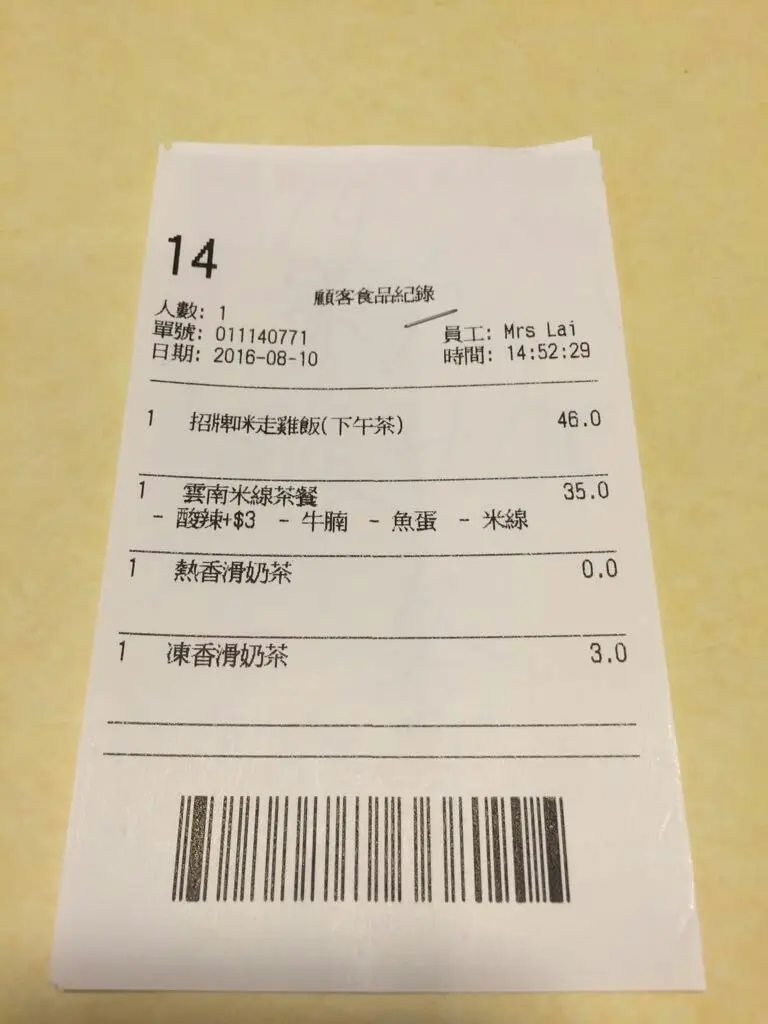 14
顧客食品紀錄
人數: 1
單號: 011140771 員工: Mrs Lai
日期: 2016-08-10 時間: 14:52:29
1 招牌咪走雞飯(下午茶) 46.0
1 雲南米線茶餐 35.0
- 酸辣+$3 - 牛腩 - 魚蛋 - 米線
1 熱香滑奶茶 0.0
1 凍香滑奶茶 3.0